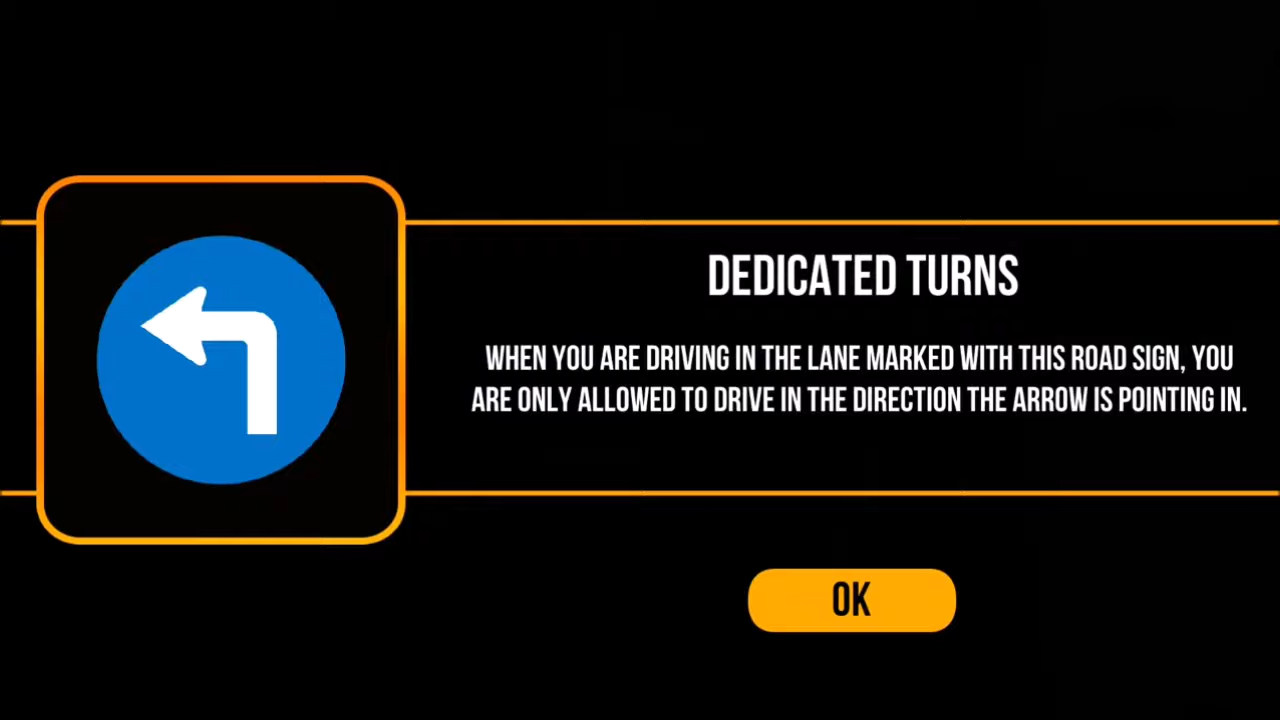 DEDICATED TURNS
WHEN YOU ARE DRIVING IN THE LANE MARKED WITH THIS ROAD SIGN, YOU
ARE ONLY ALLOWED TO DRIVE IN THE DIRECTION THE ARROW IS POINTING IN.
OK